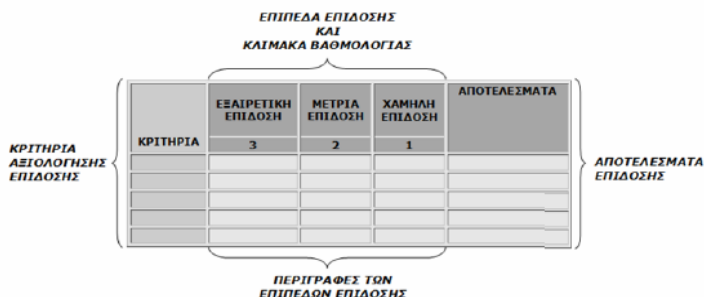 ΕΠΙΠΕΔΑ ΕΠΙΔΟΣΗΣ
ΚΑΙ
ΚΛΙΜΑΚΑ ΒΑΘΜΟΛΟΓΙΑΣ
ΚΡΙΤΗΡΙΑ
ΑΞΙΟΛΟΓΗΣΗΣ
ΕΠΙΔΟΣΗΣ
ΚΡΙΤΗΡΙΑ
ΕΞΑΙΡΕΤΙΚΗ
ΕΠΙΔΟΣΗ
3
ΜΕΤΡΙΑ
ΕΠΙΔΟΣΗ
2
ΧΑΜΗΛΗ
ΕΠΙΔΟΣΗ
1
ΑΠΟΤΕΛΕΣΜΑΤΑ
ΑΠΟΤΕΛΕΣΜΑΤΑ
ΕΠΙΔΟΣΗΣ
ΠΕΡΙΓΡΑΦΕΣ ΤΩΝ
ΕΠΙΠΕΔΩΝ ΕΠΙΔΟΣΗΣ